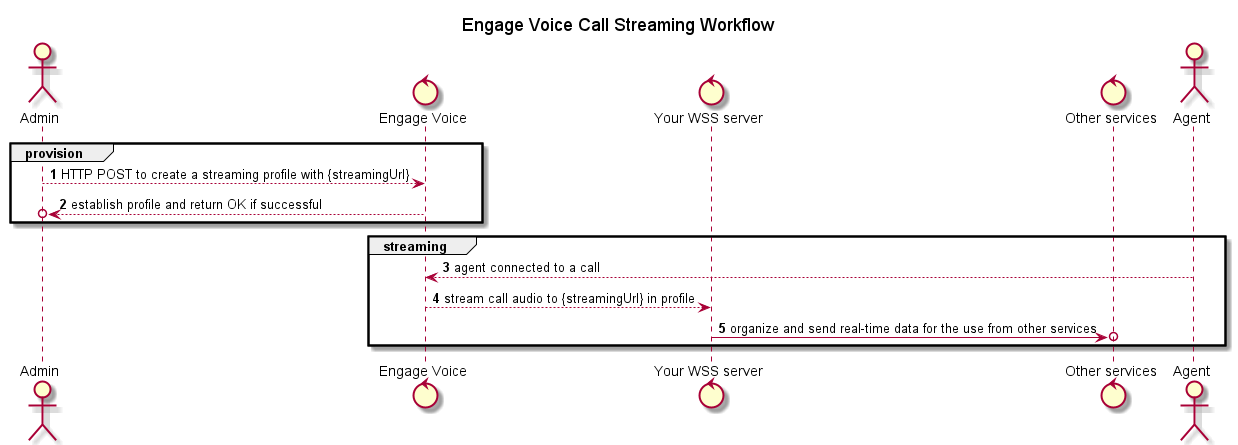 Engage Voice Call Streaming Workflow
Admin
Engage Voice
Your WSS server
Other services
Agent
provision
1 HTTP POST to create a streaming profile with {streamingUrl}
2 establish profile and return OK if successful
streaming
3 agent connected to a call
4 stream call audio to {streamingUrl} in profile
5 organize and send real-time data for the use from other services
Admin
Engage Voice
Your WSS server
Other services
Agent